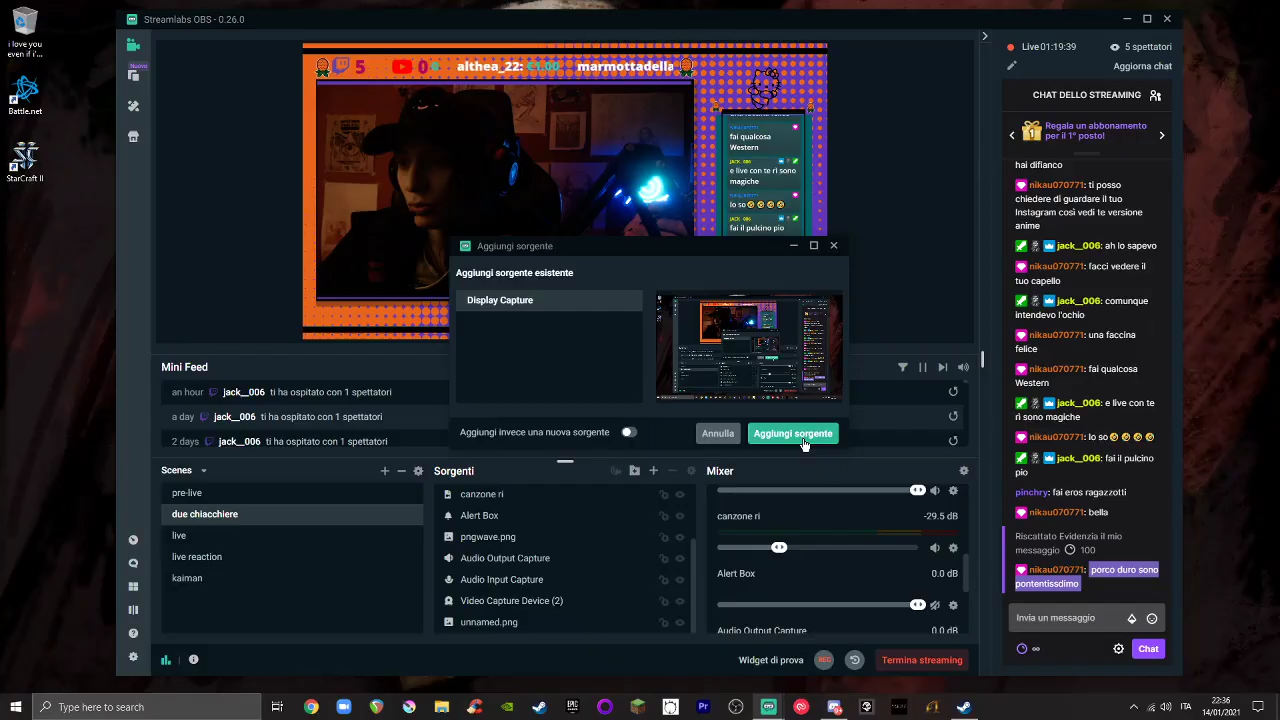 i love you
even if i'...
Battle.net
StarCraft II
Streamlabs OBS - 0.26.0
Nuovo
5
0
althea_22: €1.00
marmottadella
fai qualcosa
Western
JACK_006
e live con te ri sono
magiche
lo so
JACK_006
fai il pulcino pio
Aggiungi sorgente
Aggiungi sorgente esistente
Display Capture
Aggiungi invece una nuova sorgente
Annulla
Aggiungi sorgente
Mini Feed
an hour jack__006 ti ha ospitato con 1 spettatori
a day jack__006 ti ha ospitato con 1 spettatori
2 days jack__006 ti ha ospitato con 1 spettatori
Scenes
pre-live
due chiacchiere
live
live reaction
kaiman
Sorgenti
canzone ri
Alert Box
pngwave.png
Audio Output Capture
Audio Input Capture
Video Capture Device (2)
unnamed.png
Mixer
canzone ri -29.5 dB
Alert Box 0.0 dB
Audio Output Capture 0.0 dB
Widget di prova
REC
Termina streaming
Live 01:19:39 5 spettatori
Aggiorna chat
CHAT DELLO STREAMING
Regala un abbonamento
per il 1° posto!
hai difianco
nikau070771: ti posso
chiedere di guardare il tuo
Instagram così vedi te versione
anime
jack__006: ah lo sapevo
nikau070771: facci vedere il
tuo capello
jack__006: comunque
intendevo l'ochio
nikau070771: una faccina
felice
nikau070771: fai qualcosa
Western
jack__006: e live con te
ri sono magiche
nikau070771: lo so
jack__006: fai il pulcino
pio
pinchry: fai eros ragazzotti
nikau070771: bella
Riscattato Evidenzia il mio
messaggio 100
nikau070771: porco duro sono
pontentissdimo
Invia un messaggio
∞
Chat
Type here to search
Pr
ITA
22:36
14/01/2021